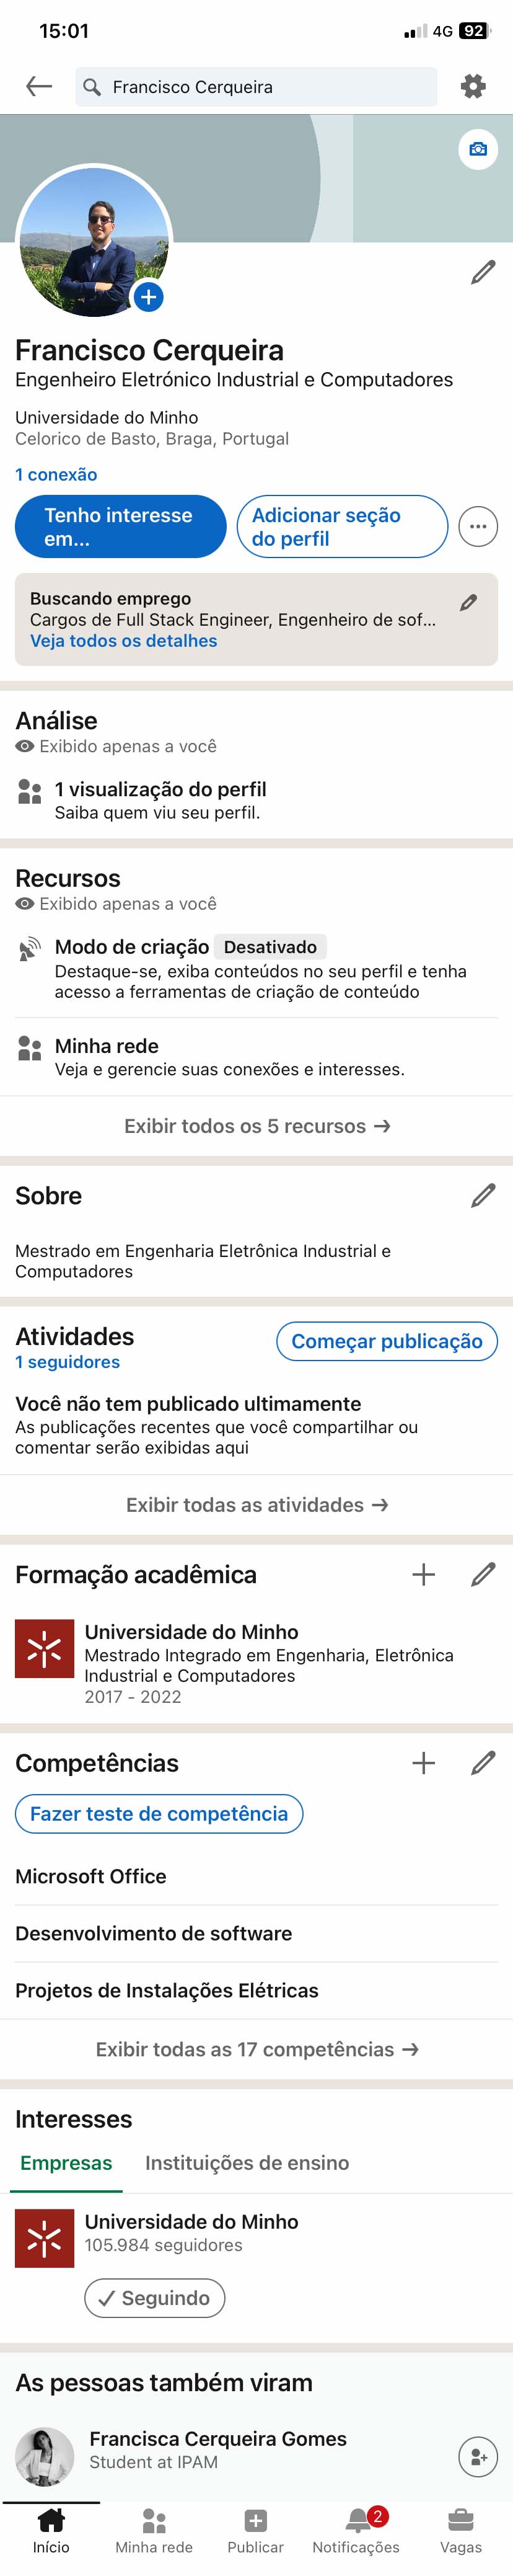 15:01
4G 92
Francisco Cerqueira
Francisco Cerqueira
Engenheiro Eletrónico Industrial e Computadores
Universidade do Minho
Celorico de Basto, Braga, Portugal
1 conexão
Tenho interesse
em...
Adicionar seção
do perfil
Buscando emprego
Cargos de Full Stack Engineer, Engenheiro de sof...
Veja todos os detalhes
Análise
Exibido apenas a você
1 visualização do perfil
Saiba quem viu seu perfil.
Recursos
Exibido apenas a você
Modo de criação Desativado
Destaque-se, exiba conteúdos no seu perfil e tenha
acesso a ferramentas de criação de conteúdo
Minha rede
Veja e gerencie suas conexões e interesses.
Exibir todos os 5 recursos →
Sobre
Mestrado em Engenharia Eletrônica Industrial e
Computadores
Atividades
Começar publicação
1 seguidores
Você não tem publicado ultimamente
As publicações recentes que você compartilhar ou
comentar serão exibidas aqui
Exibir todas as atividades →
Formação acadêmica
Universidade do Minho
Mestrado Integrado em Engenharia, Eletrônica
Industrial e Computadores
2017 - 2022
Competências
Fazer teste de competência
Microsoft Office
Desenvolvimento de software
Projetos de Instalações Elétricas
Exibir todas as 17 competências →
Interesses
Empresas Instituições de ensino
Universidade do Minho
105.984 seguidores
Seguindo
As pessoas também viram
Francisca Cerqueira Gomes
Student at IPAM
2
Início Minha rede Publicar Notificações Vagas